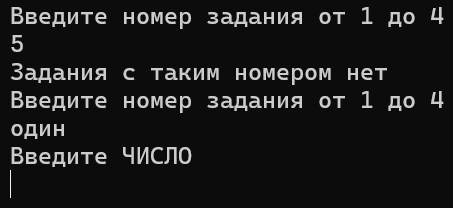 Введите номер задания от 1 до 4
5
Задания с таким номером нет
Введите номер задания от 1 до 4
один
Введите ЧИСЛО